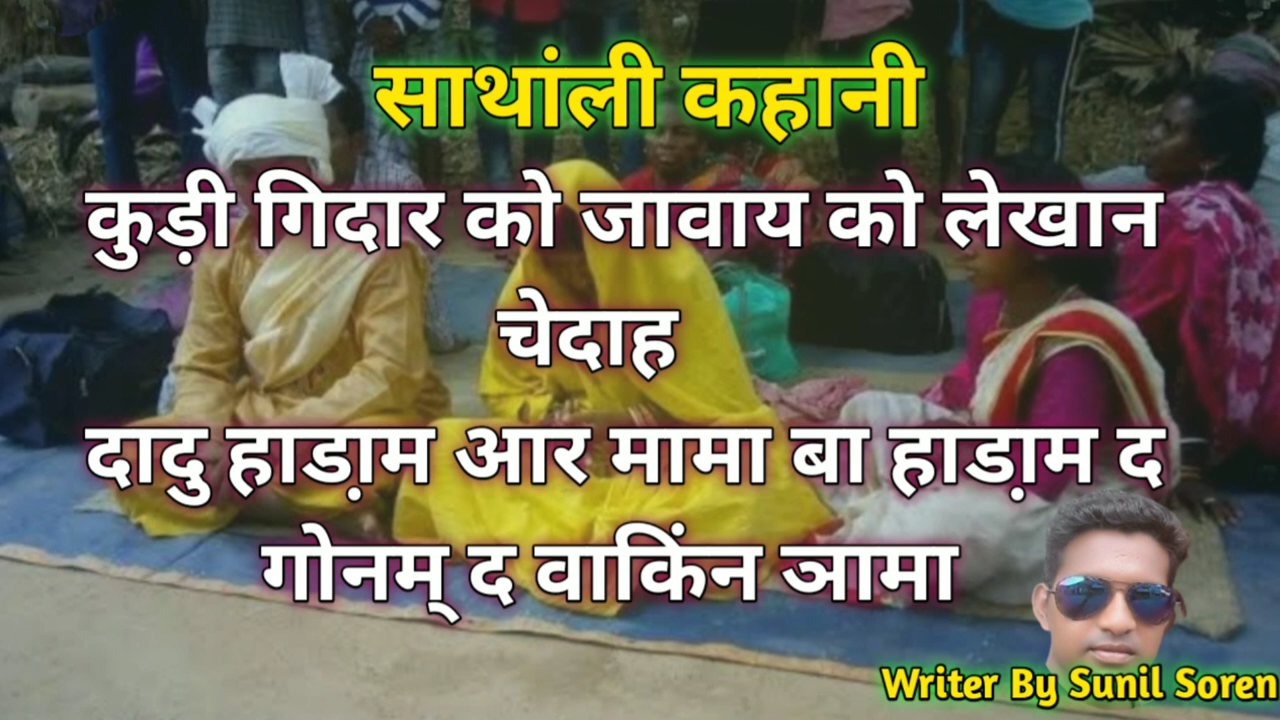 साथांली कहानी
कुड़ी गिदार को जावाय को लेखान
चेदाह
दादु हाड़ाम आर मामा बा हाड़ाम द
गोनम् द वाकिंन ञामा
Writer By Sunil Soren